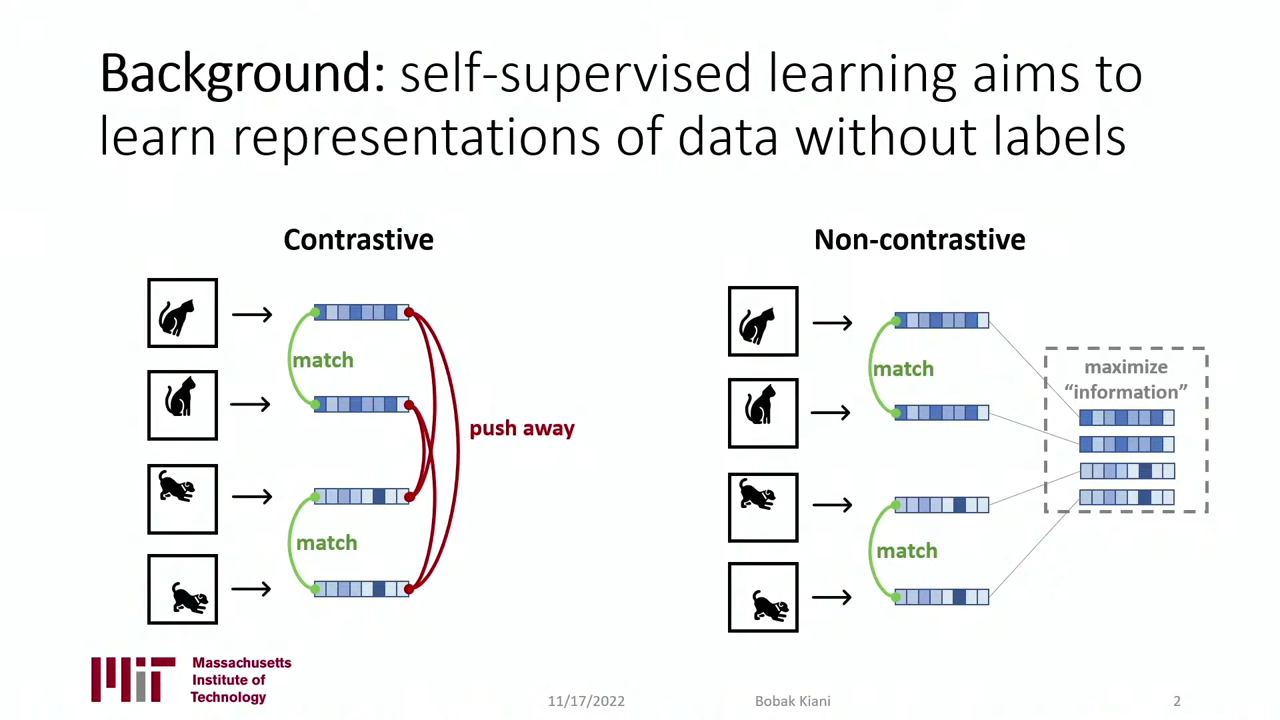 Background: self-supervised learning aims to
learn representations of data without labels
Contrastive
match
push away
match
Non-contrastive
match
maximize
“information”
match
MIT
Massachusetts
Institute of
Technology
11/17/2022
Bobak Kiani
2